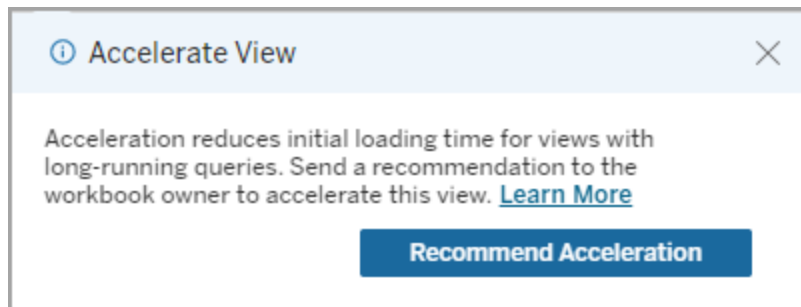 Accelerate View
Acceleration reduces initial loading time for views with
long-running queries. Send a recommendation to the
workbook owner to accelerate this view. Learn More
Recommend Acceleration